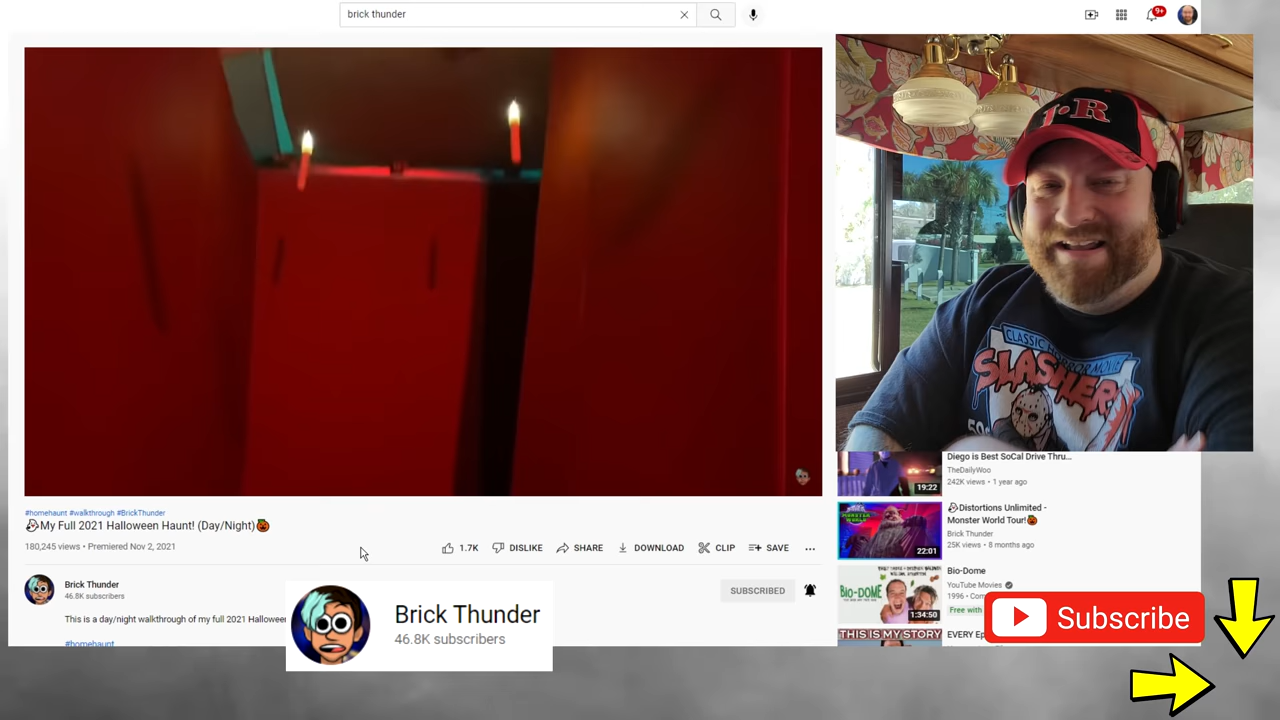 brick thunder
9+
J•R
CLASSIC HORROR MOVIE
SLASHER
#homehaunt #walkthrough #BrickThunder
My Full 2021 Halloween Haunt! (Day/Night)
180,245 views • Premiered Nov 2, 2021
1.7K
DISLIKE
SHARE
DOWNLOAD
CLIP
SAVE
Brick Thunder
46.8K subscribers
SUBSCRIBED
This is a day/night walkthrough of my full 2021 Hallowee
#homehaunt
Brick Thunder
46.8K subscribers
Diego is Best SoCal Drive Thru...
TheDailyWoo
242K views • 1 year ago
19:22
Distortions Unlimited -
Monster World Tour!
Brick Thunder
25K views • 8 months ago
MONSTER
WORLD
22:01
Bio-Dome
YouTube Movies
1996 • Com
Free with
BIO-DOME
1:34:50
THIS IS MY STORY
EVERY Ep
Subscribe